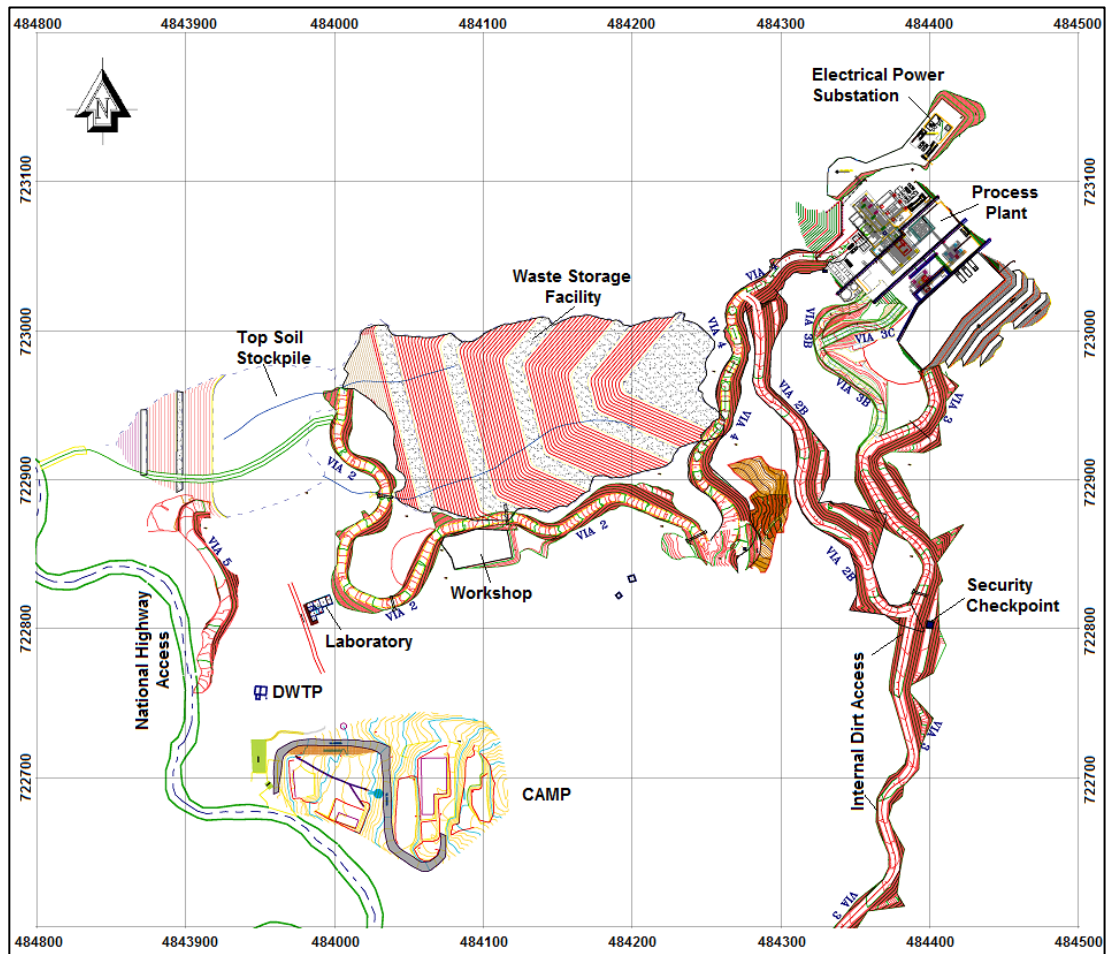 484800 483900 484000 484100 484200 484300 484400 484500
Electrical Power
Substation
N
723100
723100
Process
Plant
VIA 4
Waste Storage
Facility
723000
723000
Top Soil
Stockpile
VIA 4
VIA 3B
VIA 3C
VIA 3B
VIA 2B
VIA 3
VIA 4
722900
722900
VIA 2
VIA 2
VIA 5
VIA 2B
Workshop
Security
Checkpoint
VIA 2
722800
722800
Laboratory
National Highway
Access
DWTP
Internal Dirt Access
VIA 3
722700
722700
CAMP
VIA 3
484800 483900 484000 484100 484200 484300 484400 484500